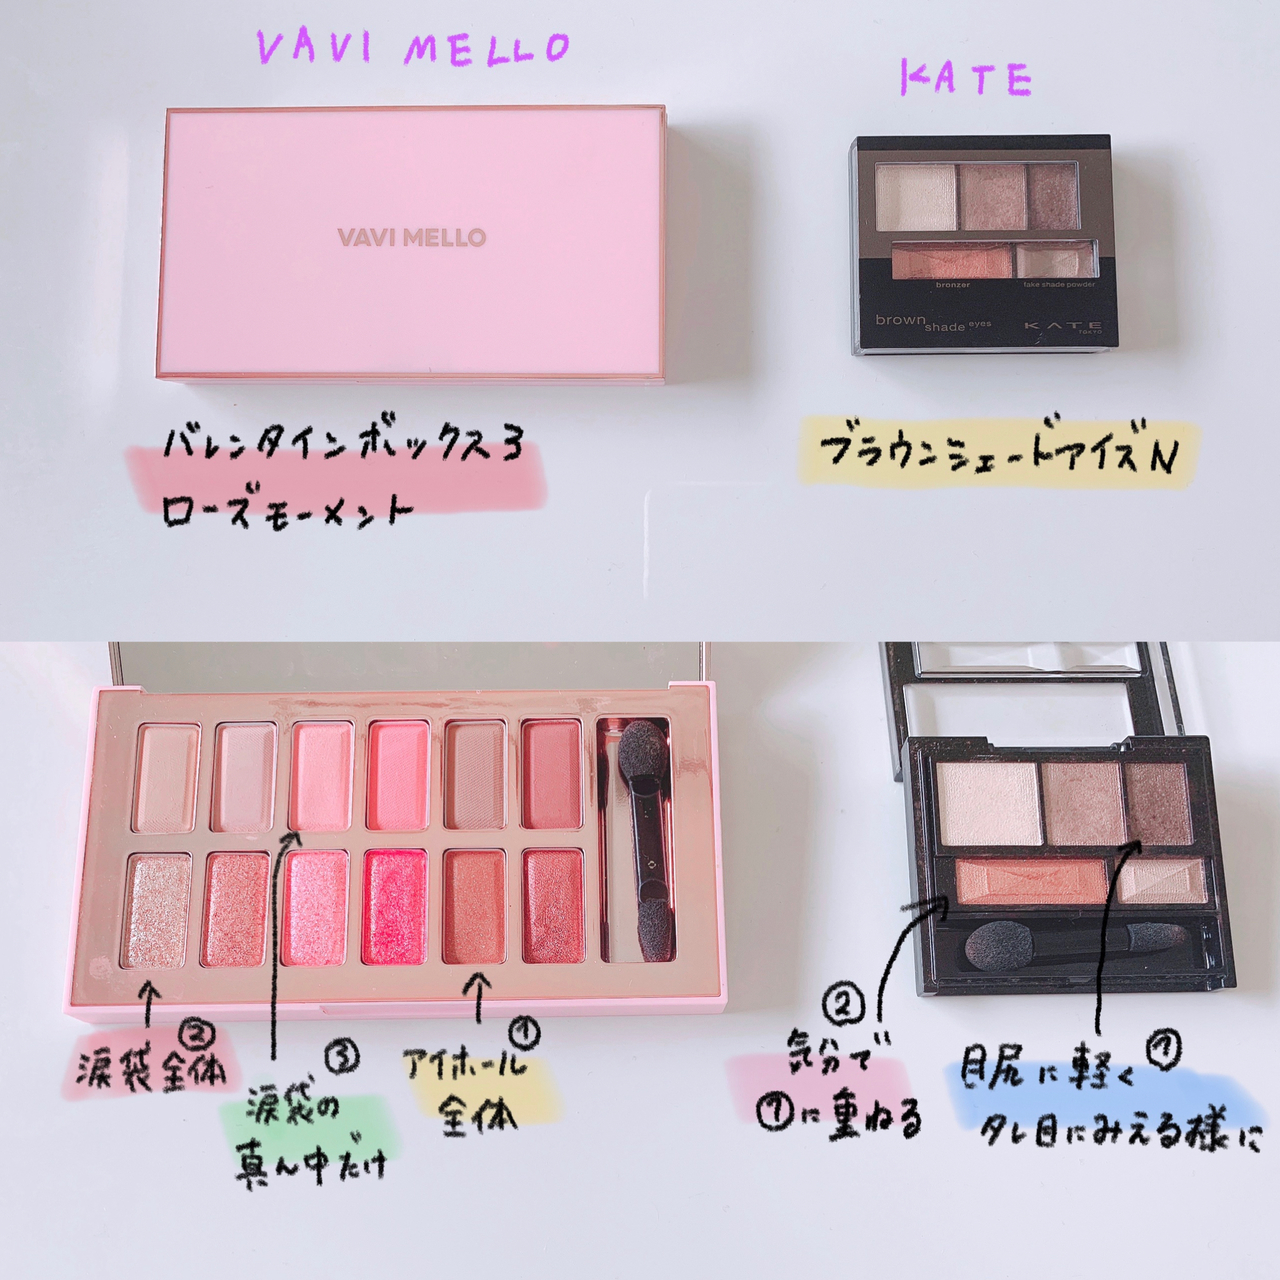 VAVI MELLO
KATE
VAVI MELLO
bronzer
fake shade powder
brown
shade eyes
KATE
TOKYO
バレンタインボックス3
ローズモーメント
ブラウンシェードアイズN
②
涙袋全体
③
涙袋の
真ん中だけ
①
アイホール
全体
②
気分で
①に重ねる
①
目尻に軽く
タレ目にみえる様に